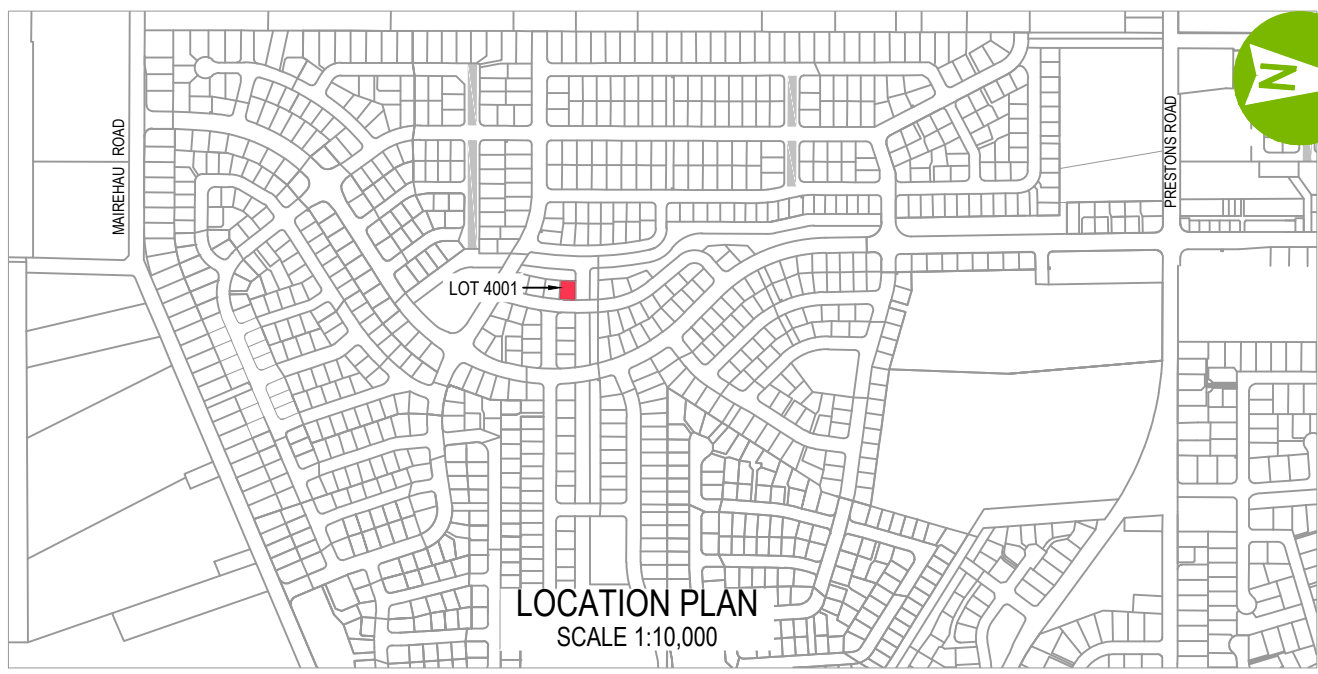 MAIREHAU ROAD
PRESTONS ROAD
N
LOT 4001
LOCATION PLAN
SCALE 1:10,000